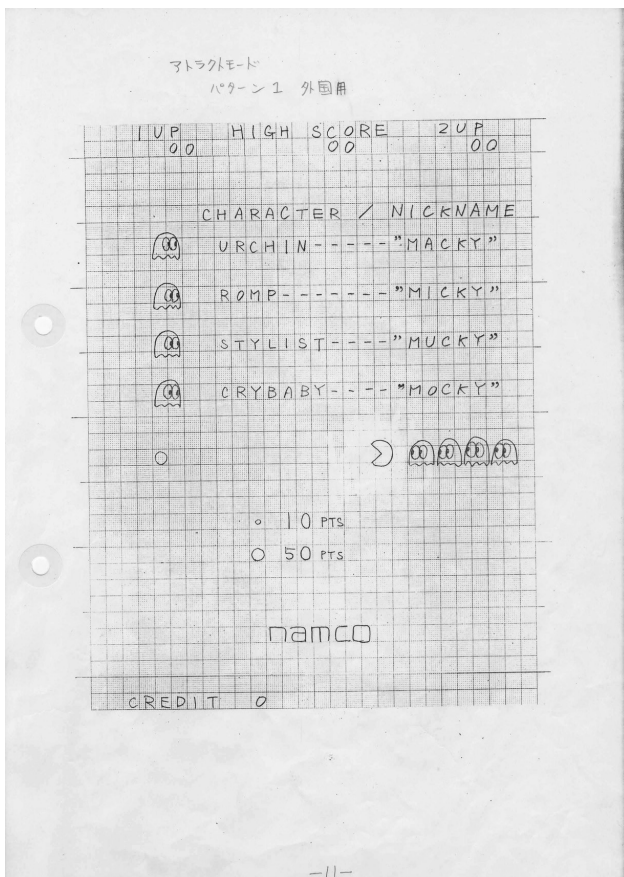 アトラクトモード
パターン1 外国用
1UP HIGH SCORE 2UP
00 00 00
CHARACTER / NICKNAME
URCHIN-----"MACKY"
ROMP-------"MICKY"
STYLIST----"MUCKY"
CRYBABY----"MOCKY"
10 PTS
50 PTS
namco
CREDIT 0
-11-